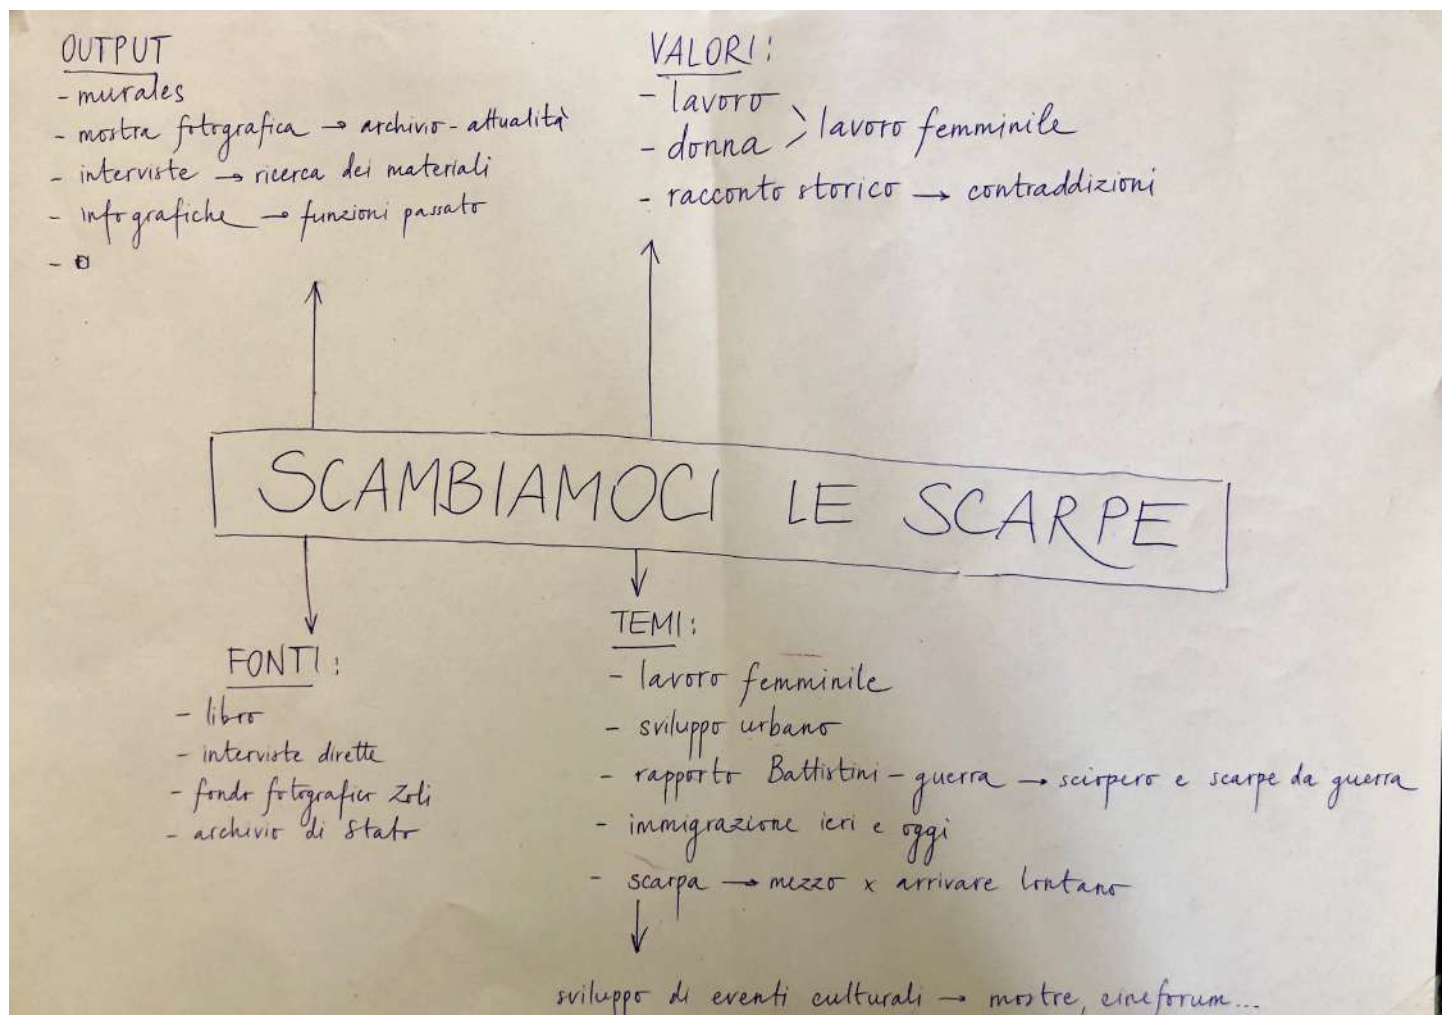 OUTPUT
- murales
- mostra fotografica → archivio - attualità
- interviste → ricerca dei materiali
- infografiche → funzioni passato
-
VALORI:
- lavoro
- donna > lavoro femminile
- racconto storico → contraddizioni
SCAMBIAMOCI LE SCARPE
FONTI:
- libro
- interviste dirette
- fondo fotografico Zoli
- archivio di Stato
TEMI:
- lavoro femminile
- sviluppo urbano
- rapporto Battistini - guerra → sciopero e scarpe da guerra
- immigrazione ieri e oggi
- scarpa → mezzo x arrivare lontano
sviluppo di eventi culturali → mostre, cineforum...